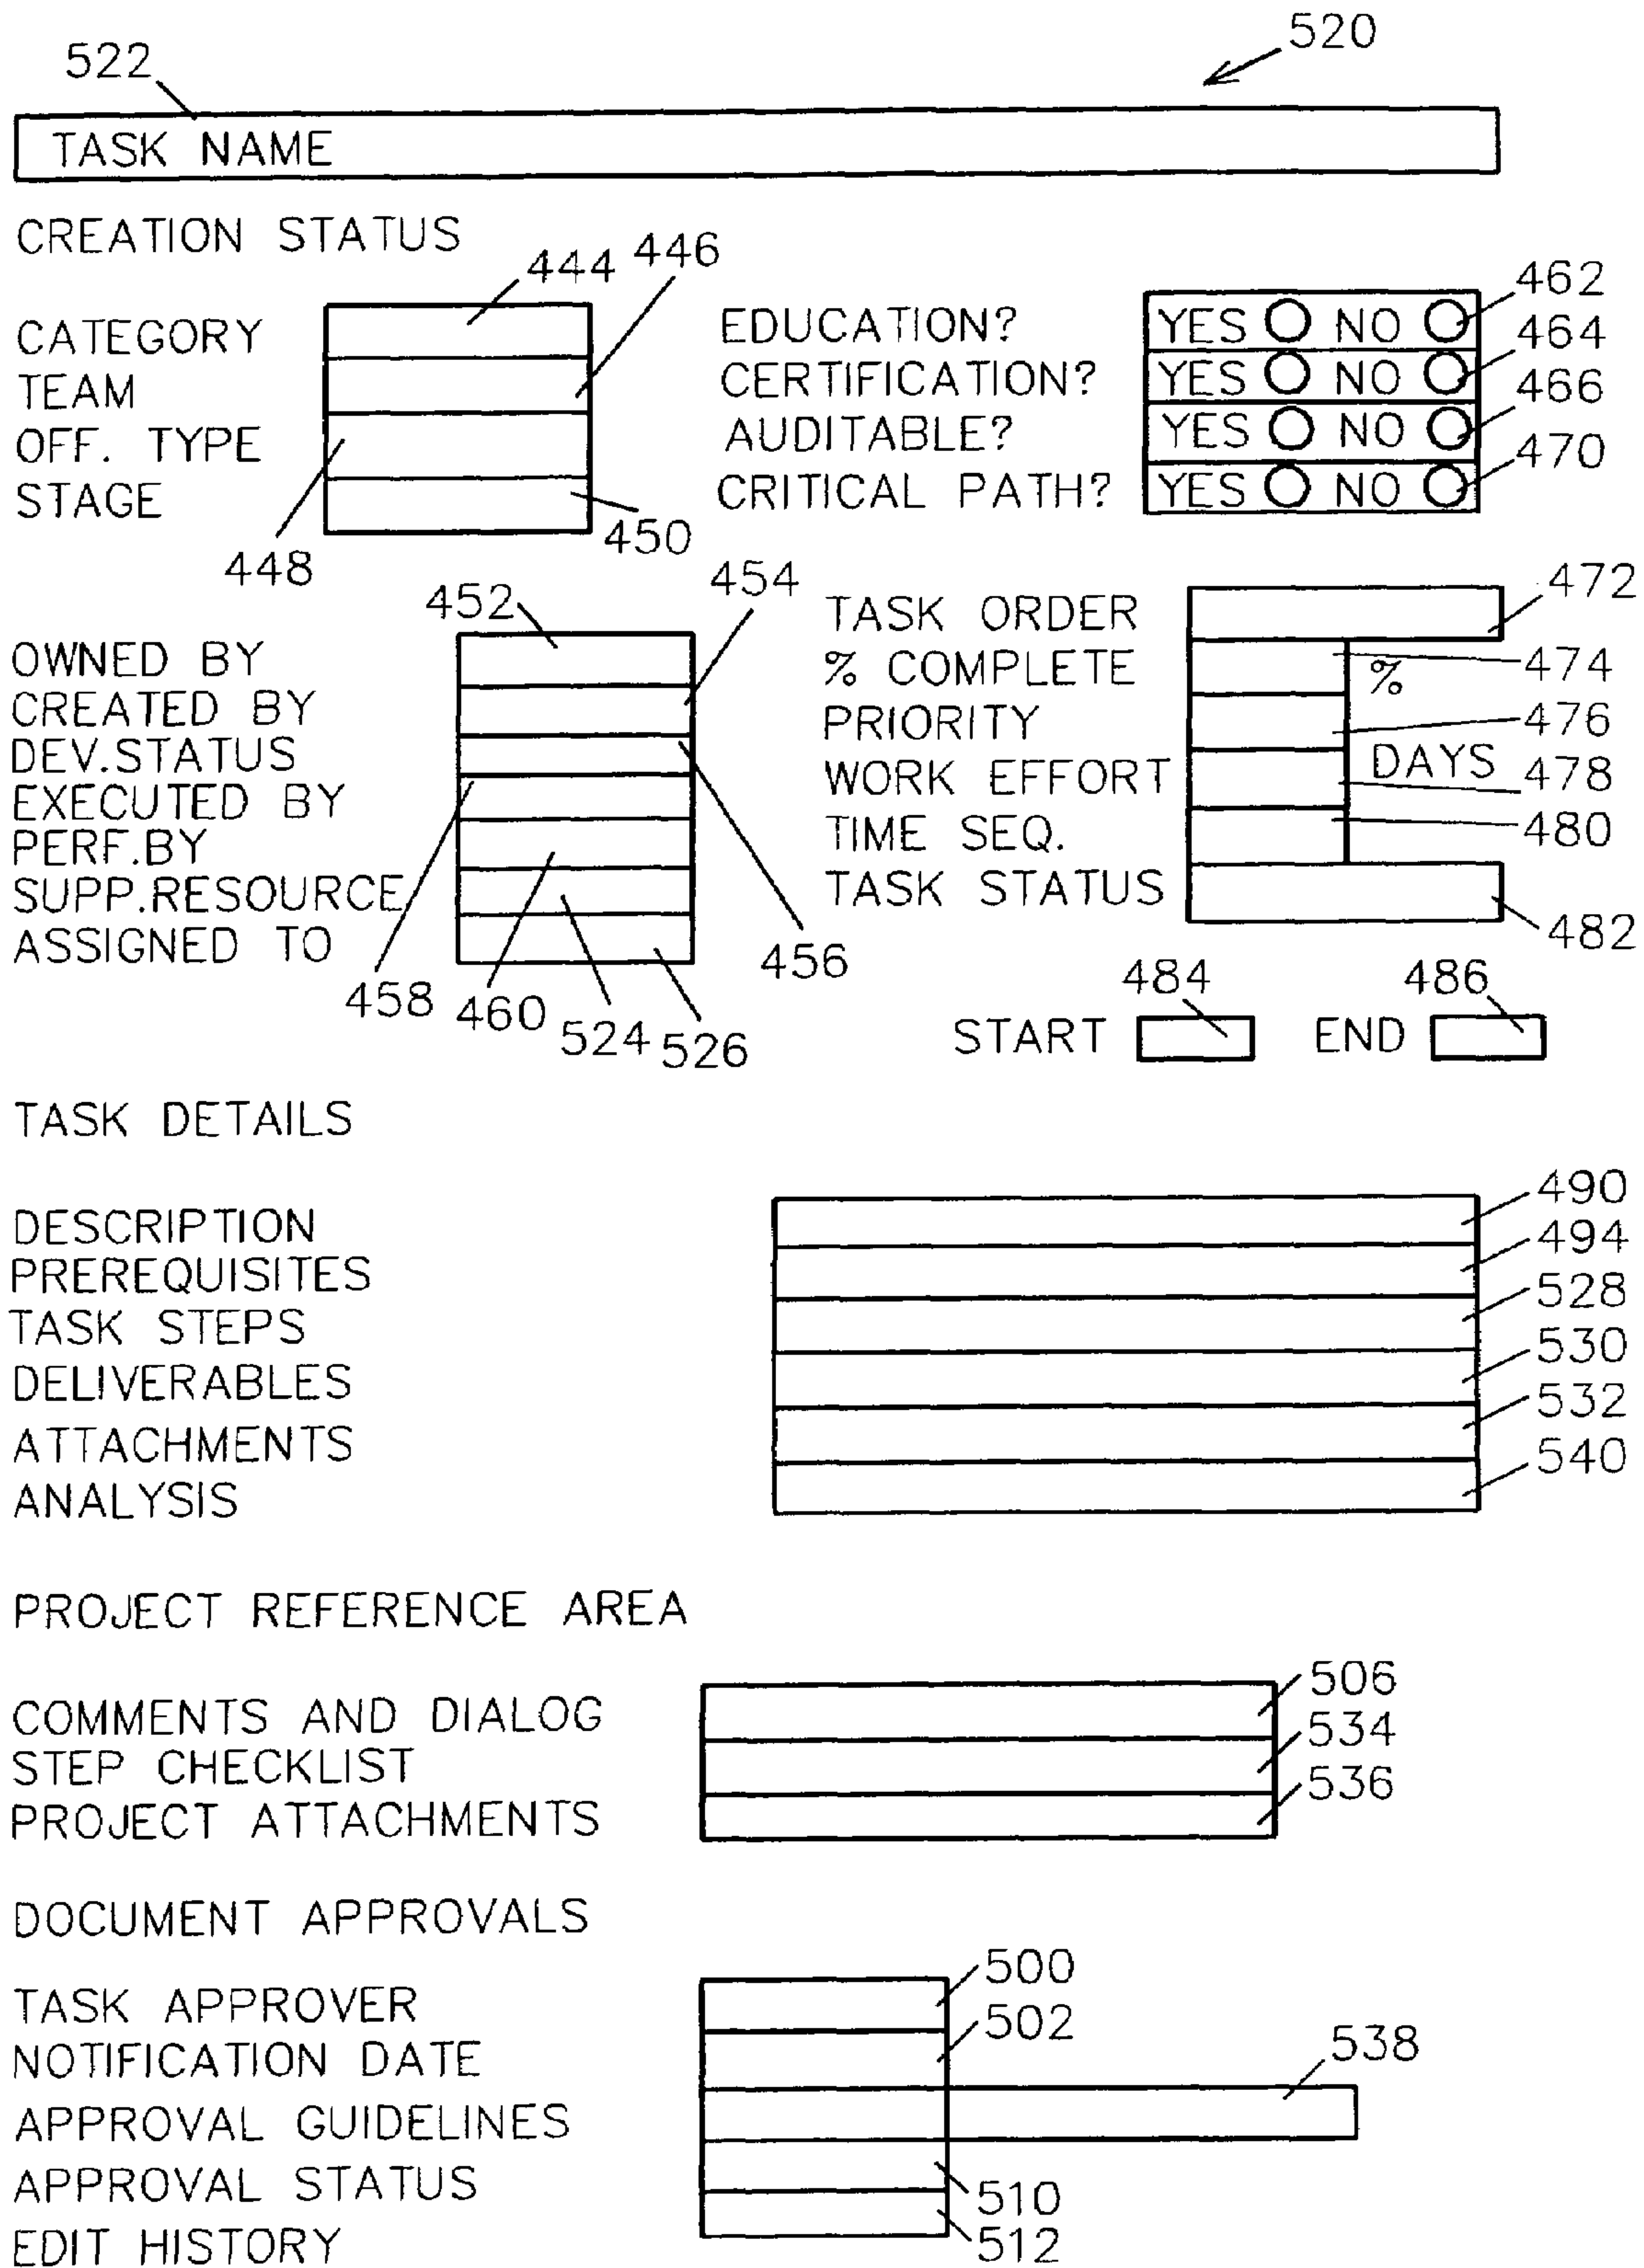 520
522
TASK NAME
CREATION STATUS
444 446
CATEGORY
TEAM
OFF. TYPE
STAGE
448
450
EDUCATION? YES NO 462
CERTIFICATION? YES NO 464
AUDITABLE? YES NO 466
CRITICAL PATH? YES NO 470
452
454
OWNED BY
CREATED BY
DEV.STATUS
EXECUTED BY
PERF.BY
SUPP.RESOURCE
ASSIGNED TO
458 460 524 526 456
TASK ORDER 472
% COMPLETE % 474
PRIORITY 476
WORK EFFORT DAYS 478
TIME SEQ. 480
TASK STATUS 482
484 486
START END
TASK DETAILS
DESCRIPTION 490
PREREQUISITES 494
TASK STEPS 528
DELIVERABLES 530
ATTACHMENTS 532
ANALYSIS 540
PROJECT REFERENCE AREA
COMMENTS AND DIALOG 506
STEP CHECKLIST 534
PROJECT ATTACHMENTS 536
DOCUMENT APPROVALS
TASK APPROVER 500
NOTIFICATION DATE 502
APPROVAL GUIDELINES 538
APPROVAL STATUS 510
EDIT HISTORY 512